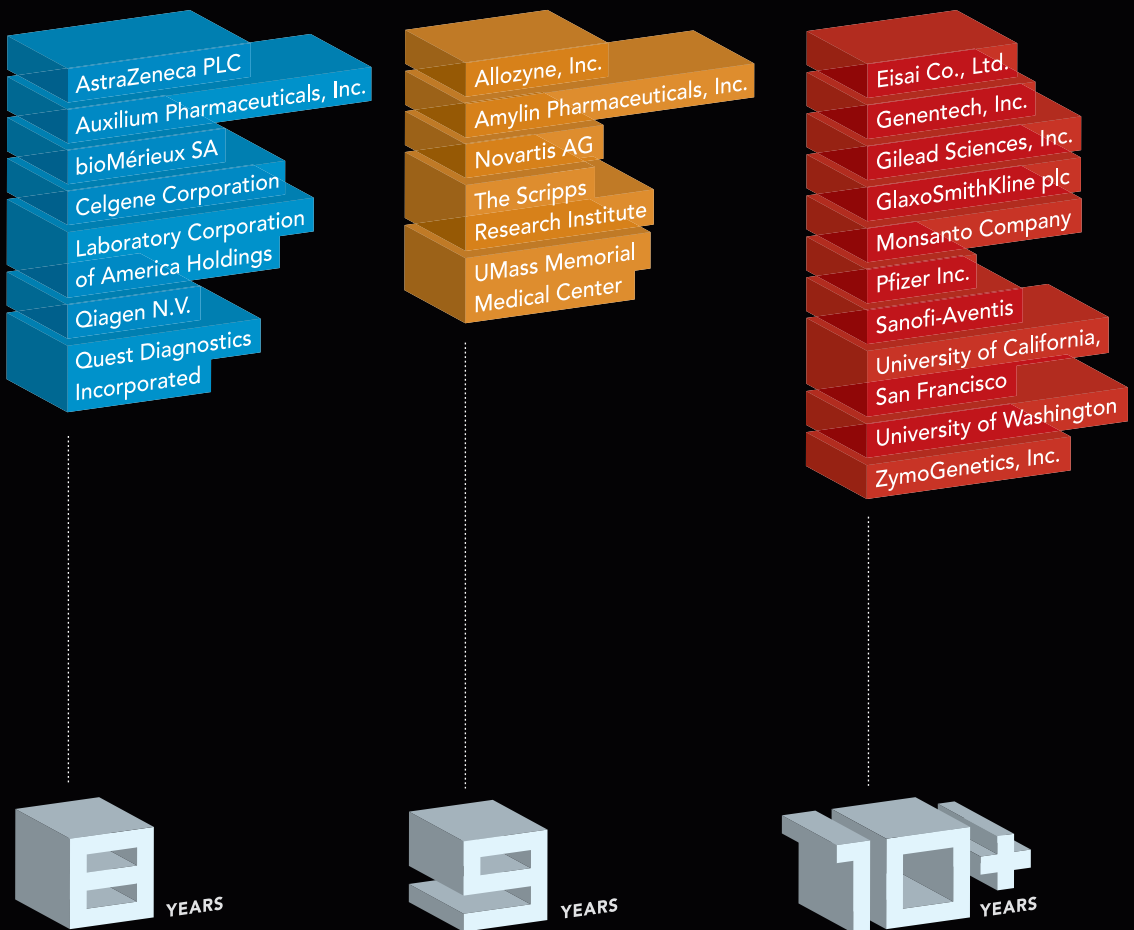 AstraZeneca PLC
Auxilium Pharmaceuticals, Inc.
bioMérieux SA
Celgene Corporation
Laboratory Corporation
of America Holdings
Qiagen N.V.
Quest Diagnostics
Incorporated
8 YEARS
Allozyne, Inc.
Amylin Pharmaceuticals, Inc.
Novartis AG
The Scripps
Research Institute
UMass Memorial
Medical Center
9 YEARS
Eisai Co., Ltd.
Genentech, Inc.
Gilead Sciences, Inc.
GlaxoSmithKline plc
Monsanto Company
Pfizer Inc.
Sanofi-Aventis
University of California,
San Francisco
University of Washington
ZymoGenetics, Inc.
10+ YEARS